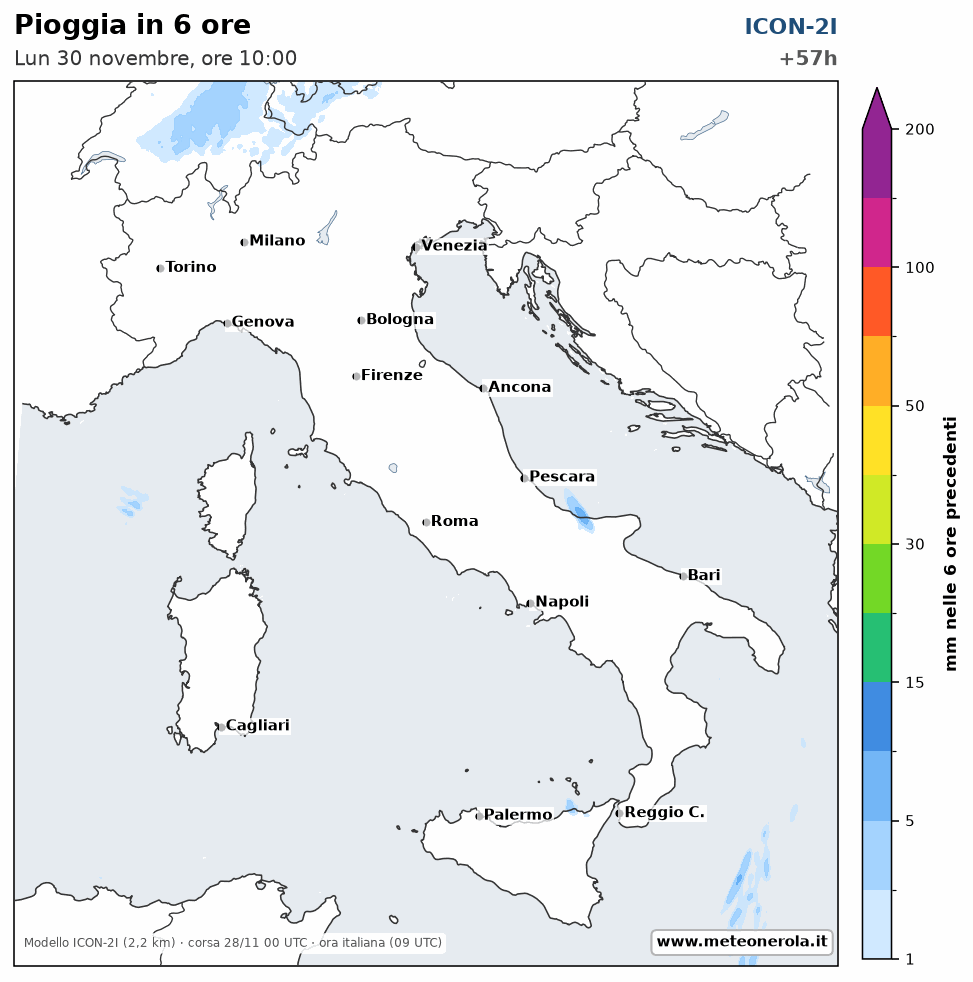 Pioggia in 6 ore
ICON-2I
Lun 30 novembre, ore 10:00
+57h
200
Milano
Venezia
Torino
100
Genova
Bologna
Firenze
Ancona
50
Pescara
Roma
30
Bari
Napoli
15
Cagliari
Palermo
Reggio C.
5
mm nelle 6 ore precedenti
Modello ICON-2I (2,2 km) · corsa 28/11 00 UTC · ora italiana (09 UTC)
www.meteonerola.it
1